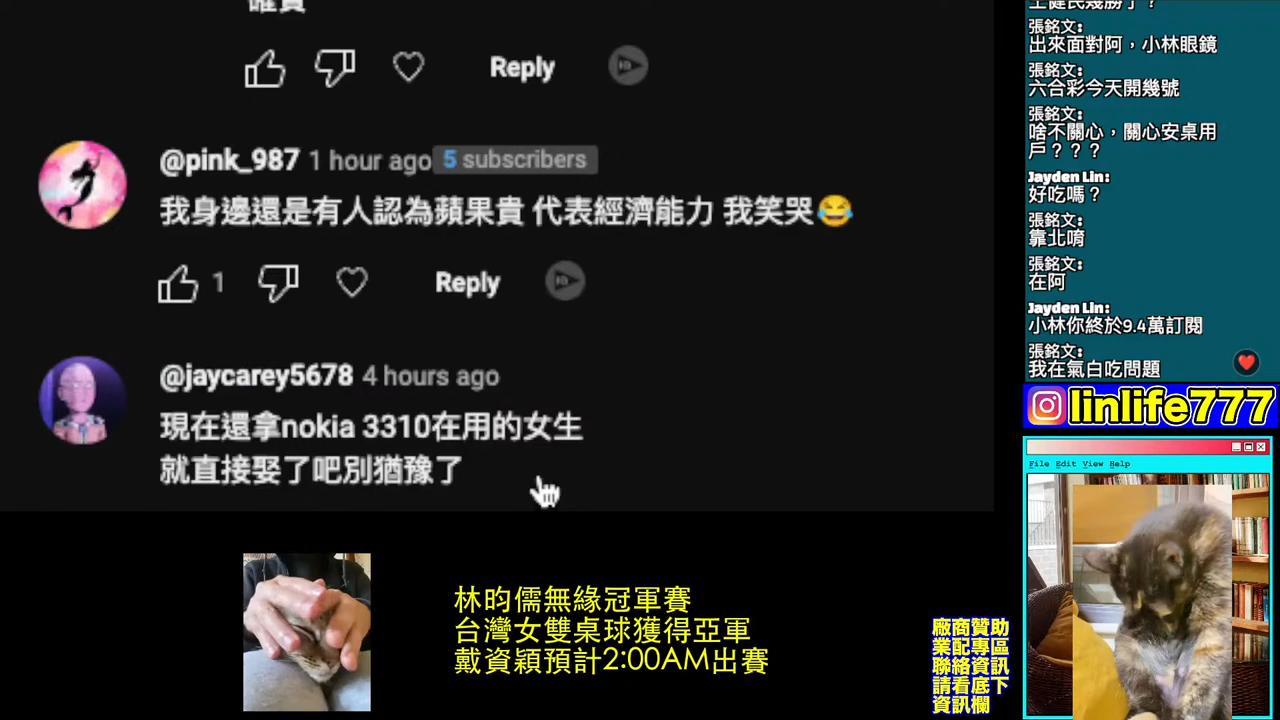 確實
Reply
@pink_987 1 hour ago 5 subscribers
我身邊還是有人認為蘋果貴 代表經濟能力 我笑哭😂
1 Reply
@jaycarey5678 4 hours ago
現在還拿nokia 3310在用的女生
就直接娶了吧別猶豫了
林昀儒無緣冠軍賽
台灣女雙桌球獲得亞軍
戴資穎預計2:00AM出賽
廠商贊助
業配專區
聯絡資訊
請看底下
資訊欄
王健民幾勝了？
張銘文:
出來面對阿，小林眼鏡
張銘文:
六合彩今天開幾號
張銘文:
啥不關心，關心安桌用
戶？？？
Jayden Lin:
好吃嗎？
張銘文:
靠北唷
張銘文:
在阿
Jayden Lin:
小林你終於9.4萬訂閱
張銘文:
我在氣白吃問題
linlife777
File Edit View Help